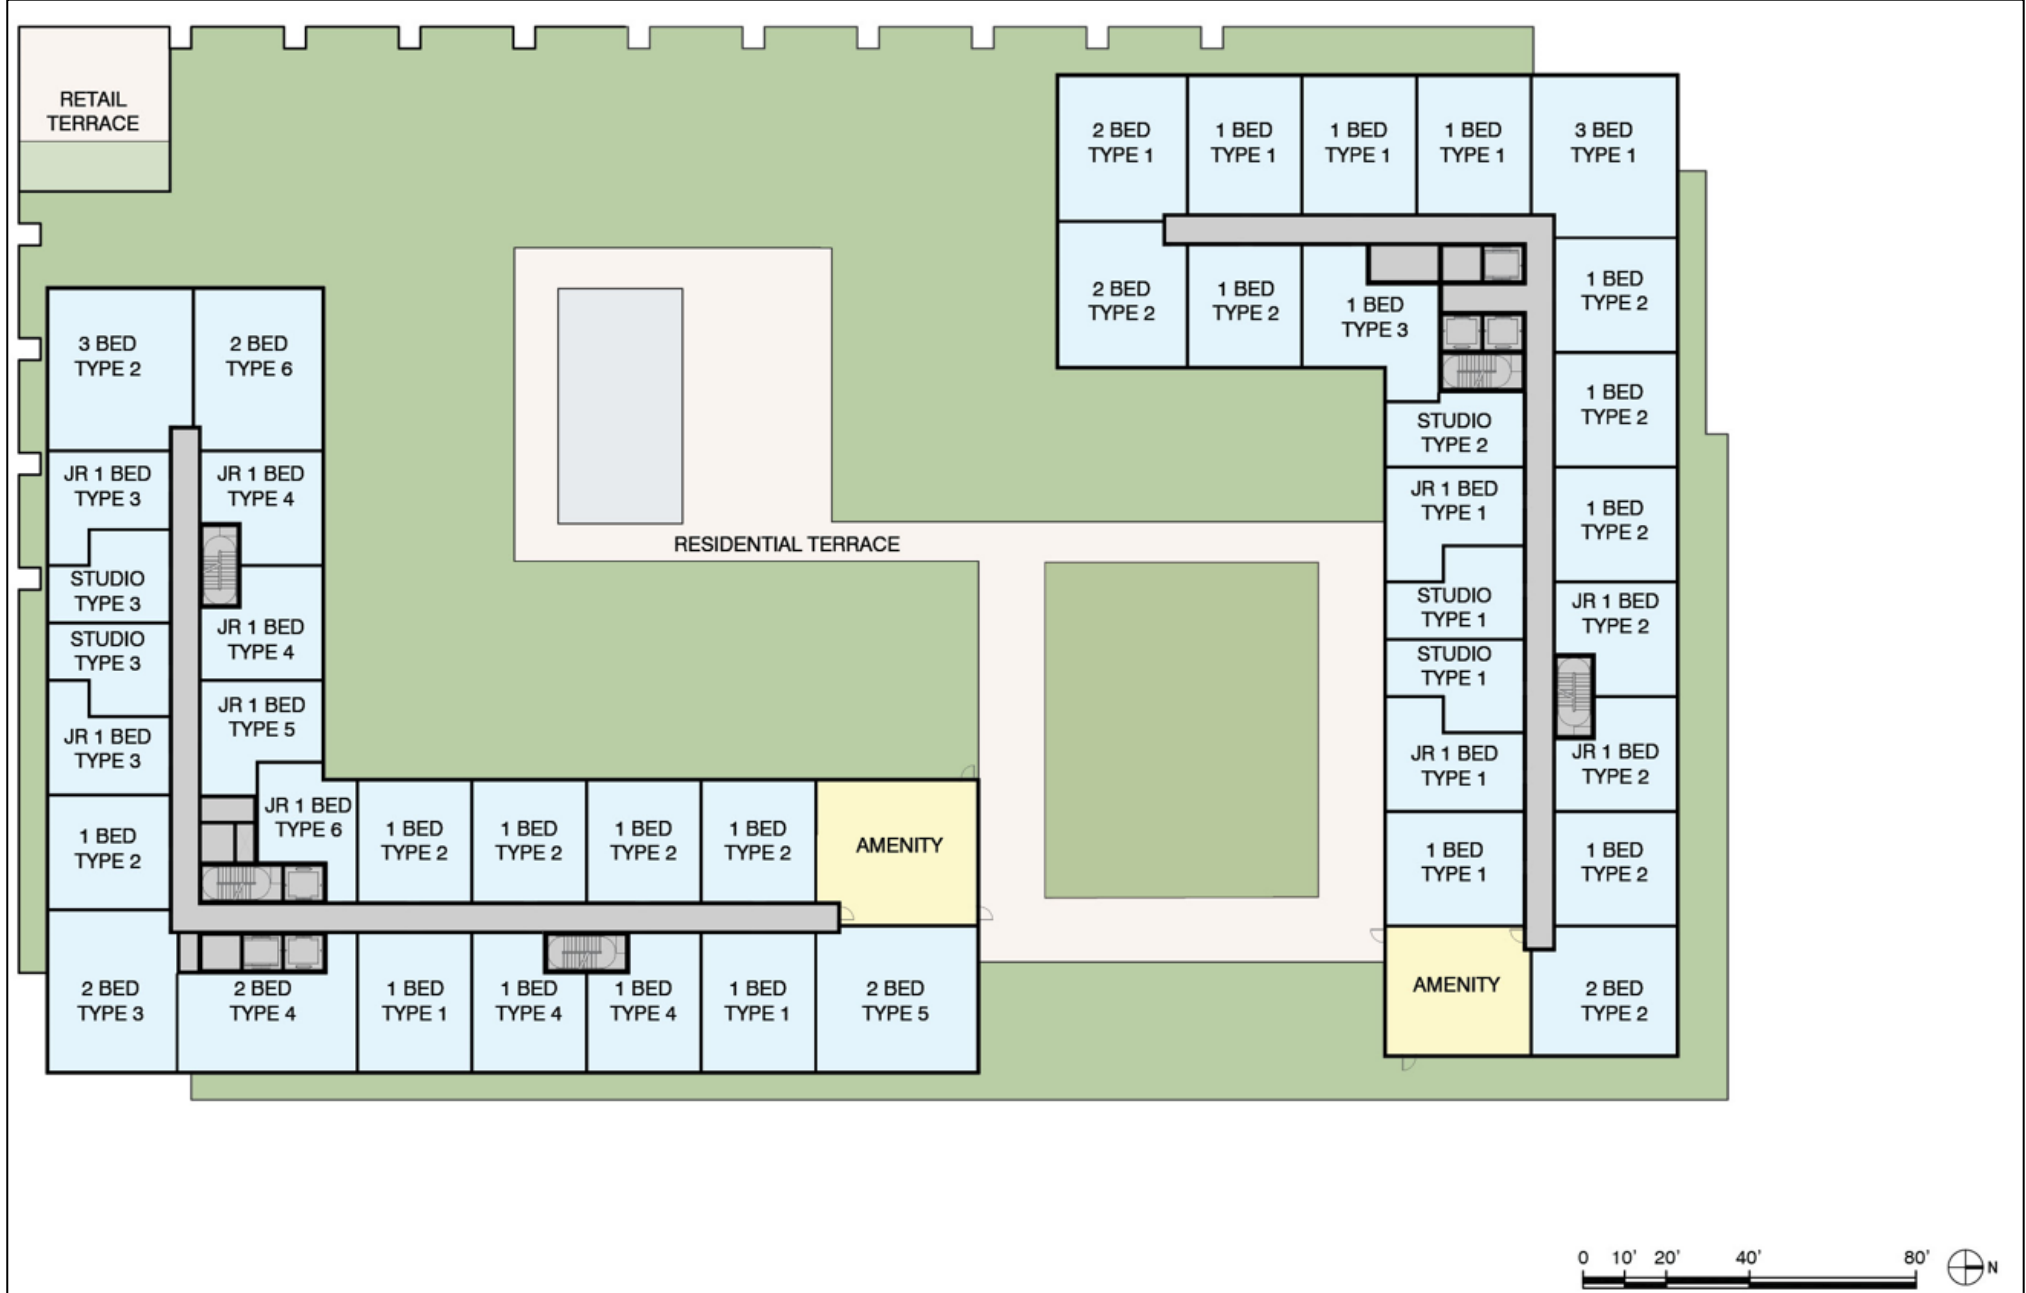 RETAIL
TERRACE
2 BED
TYPE 1
1 BED
TYPE 1
1 BED
TYPE 1
1 BED
TYPE 1
3 BED
TYPE 1
2 BED
TYPE 2
1 BED
TYPE 2
1 BED
TYPE 3
1 BED
TYPE 2
1 BED
TYPE 2
STUDIO
TYPE 2
JR 1 BED
TYPE 1
1 BED
TYPE 2
STUDIO
TYPE 1
JR 1 BED
TYPE 2
STUDIO
TYPE 1
JR 1 BED
TYPE 1
JR 1 BED
TYPE 2
1 BED
TYPE 1
1 BED
TYPE 2
AMENITY
2 BED
TYPE 2
RESIDENTIAL TERRACE
3 BED
TYPE 2
2 BED
TYPE 6
JR 1 BED
TYPE 3
JR 1 BED
TYPE 4
STUDIO
TYPE 3
STUDIO
TYPE 3
JR 1 BED
TYPE 4
JR 1 BED
TYPE 3
JR 1 BED
TYPE 5
1 BED
TYPE 2
JR 1 BED
TYPE 6
1 BED
TYPE 2
1 BED
TYPE 2
1 BED
TYPE 2
1 BED
TYPE 2
AMENITY
2 BED
TYPE 3
2 BED
TYPE 4
1 BED
TYPE 1
1 BED
TYPE 4
1 BED
TYPE 4
1 BED
TYPE 1
2 BED
TYPE 5
0 10' 20' 40' 80'
N